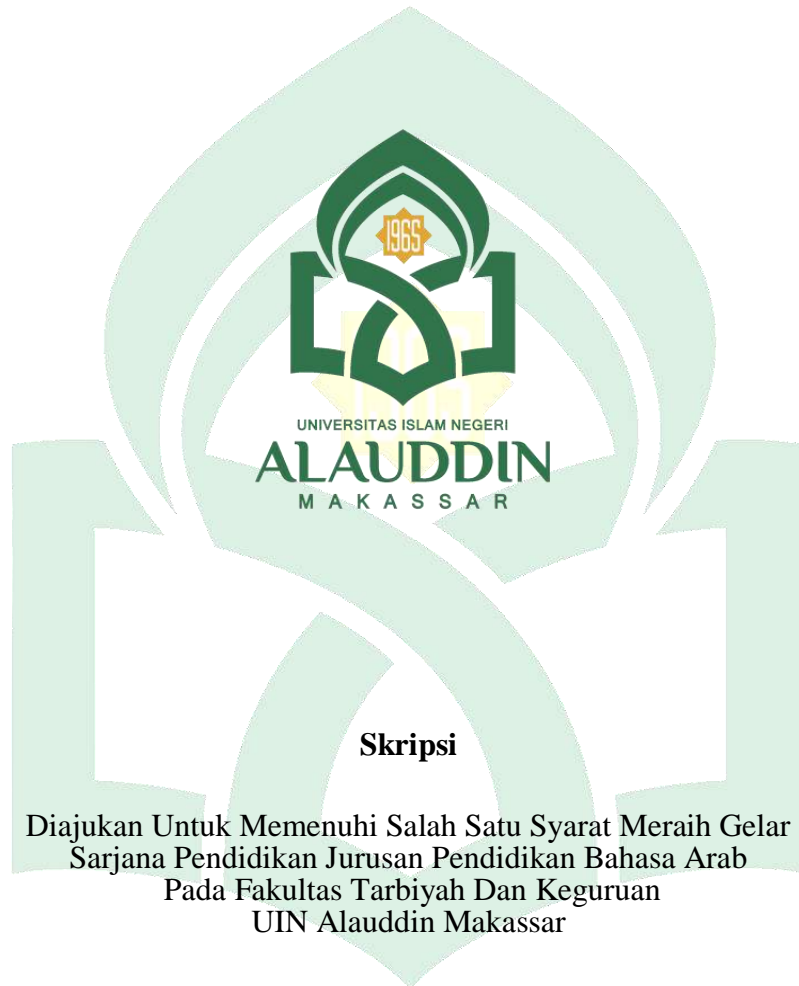 1965
UNIVERSITAS ISLAM NEGERI
ALAUDDIN
MAKASSAR
Skripsi
Diajukan Untuk Memenuhi Salah Satu Syarat Meraih Gelar
Sarjana Pendidikan Jurusan Pendidikan Bahasa Arab
Pada Fakultas Tarbiyah Dan Keguruan
UIN Alauddin Makassar